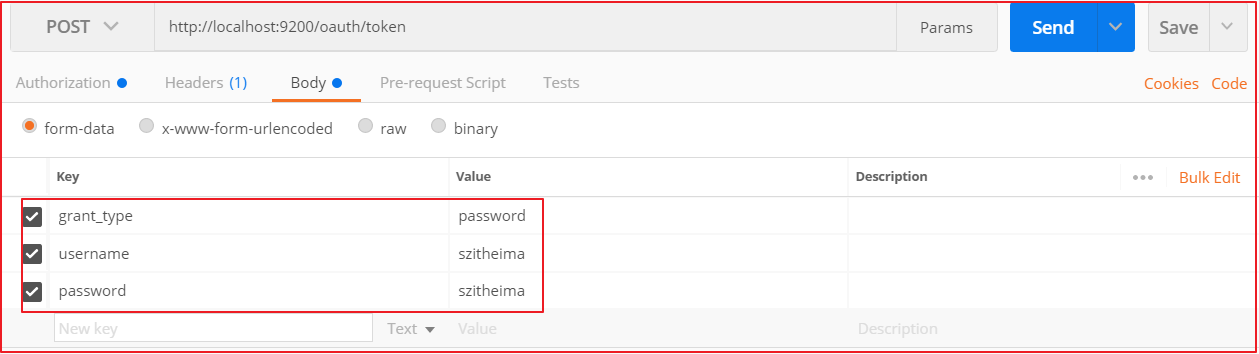 POST http://localhost:9200/oauth/token Params Send Save
Authorization Headers (1) Body Pre-request Script Tests Cookies Code
form-data x-www-form-urlencoded raw binary
Key Value Description Bulk Edit
grant_type password
username szitheima
password szitheima
New key Text Value Description